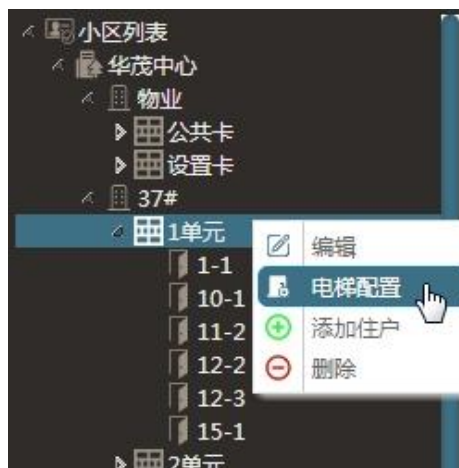 小区列表
华茂中心
物业
公共卡
设置卡
37#
1单元
1-1
10-1
11-2
12-2
12-3
15-1
2单元
编辑
电梯配置
添加住户
删除